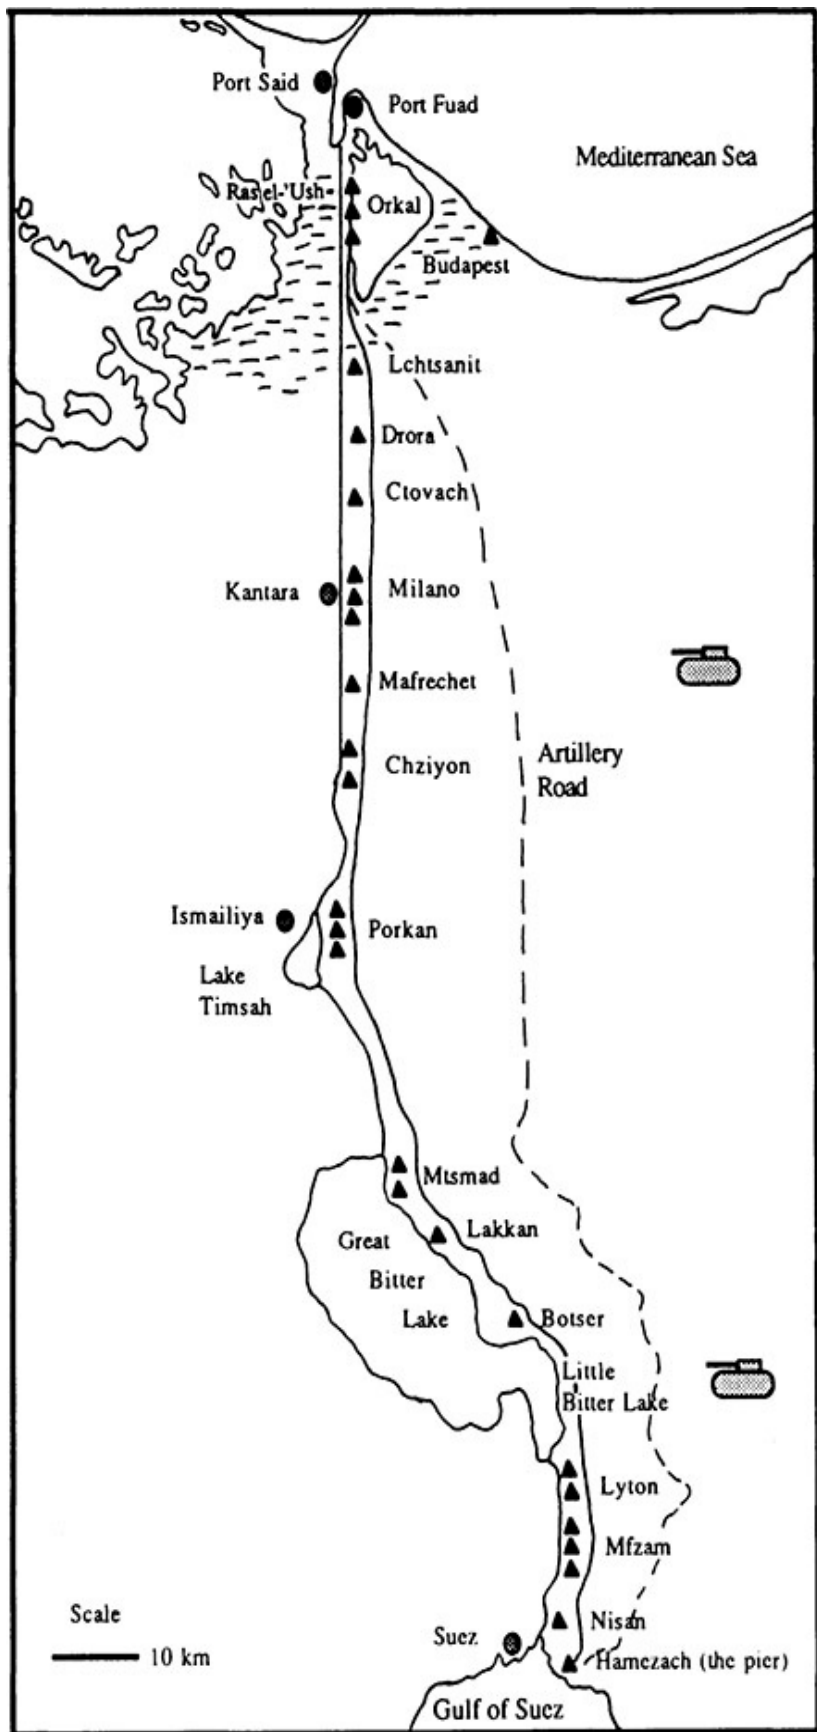 Port Said
Port Fuad
Mediterranean Sea
Ras el-'Ush
Orkal
Budapest
Lchtsanit
Drora
Ctovach
Kantara
Milano
Mafrechet
Artillery
Road
Chziyon
Ismailiya
Porkan
Lake
Timsah
Mtsmad
Lakkan
Great
Bitter
Lake
Botser
Little
Bitter Lake
Lyton
Mfzam
Scale
10 km
Nisan
Suez
Hamezach (the pier)
Gulf of Suez